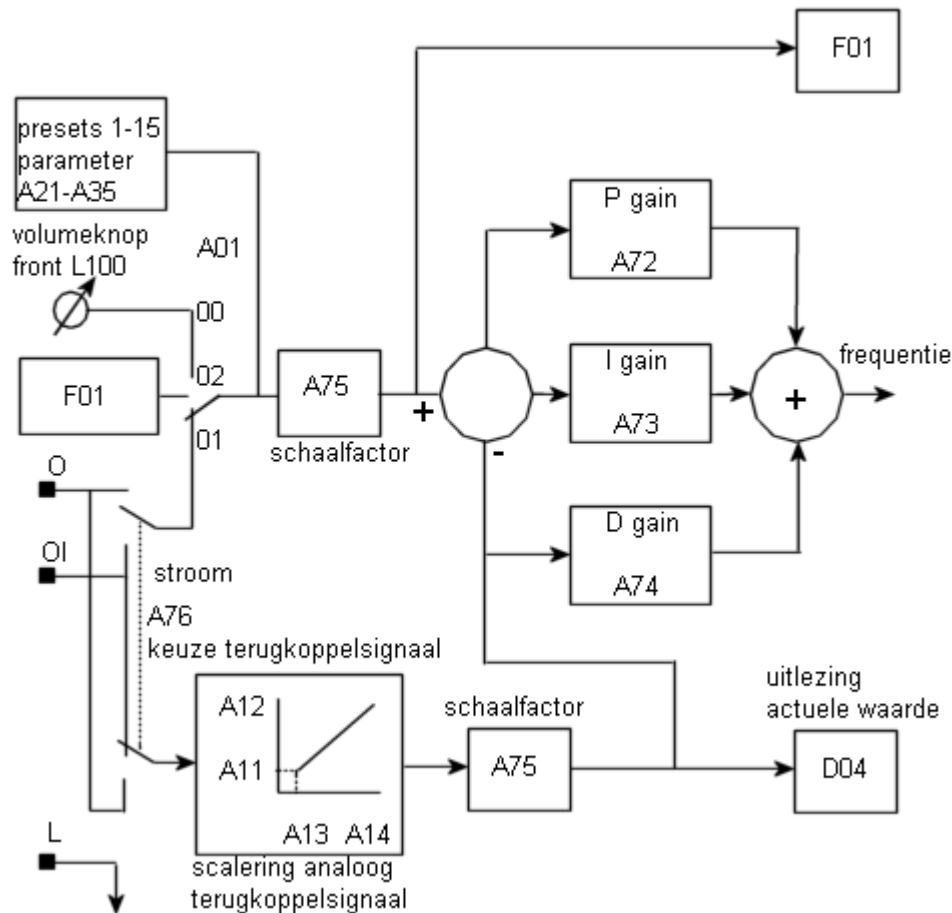 F01
presets 1-15
parameter
A21-A35
volumeknop
front L100
A01
00
02
F01
01
A75
schaalfactor
+
-
P gain
A72
I gain
A73
D gain
A74
+
frequentie
O
OI
L
stroom
A76
keuze terugkoppelsignaal
A12
A11
A13 A14
scalering analoog
terugkoppelsignaal
schaalfactor
A75
uitlezing
actuele waarde
D04